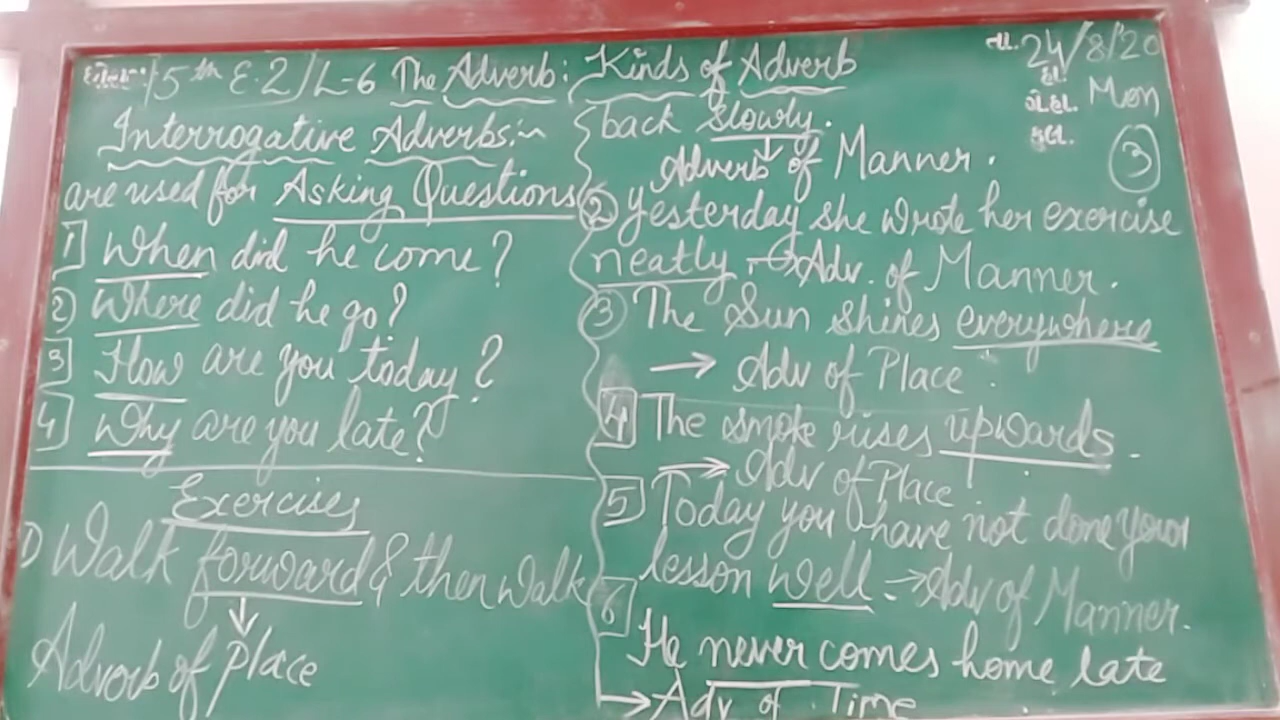 5th E.2 L-6 The Adverb: Kinds of Adverb
તા. 24/8/20
Mon
3
Interrogative Adverbs:~
are used for Asking Questions
1 When did he come?
2 Where did he go?
3 How are you today?
4 Why are you late?
Exercises
1) Walk forward & then walk
Adverb of place
back slowly.
Adverb of Manner.
2 yesterday she wrote her exercise
neatly. → Adv. of Manner.
3 The Sun shines everywhere
→ Adv of Place.
4 The smoke rises upwards.
→ Adv of Place
5 Today you have not done your
lesson well. → Adv of Manner.
6
He never comes home late
→ Adv of Time